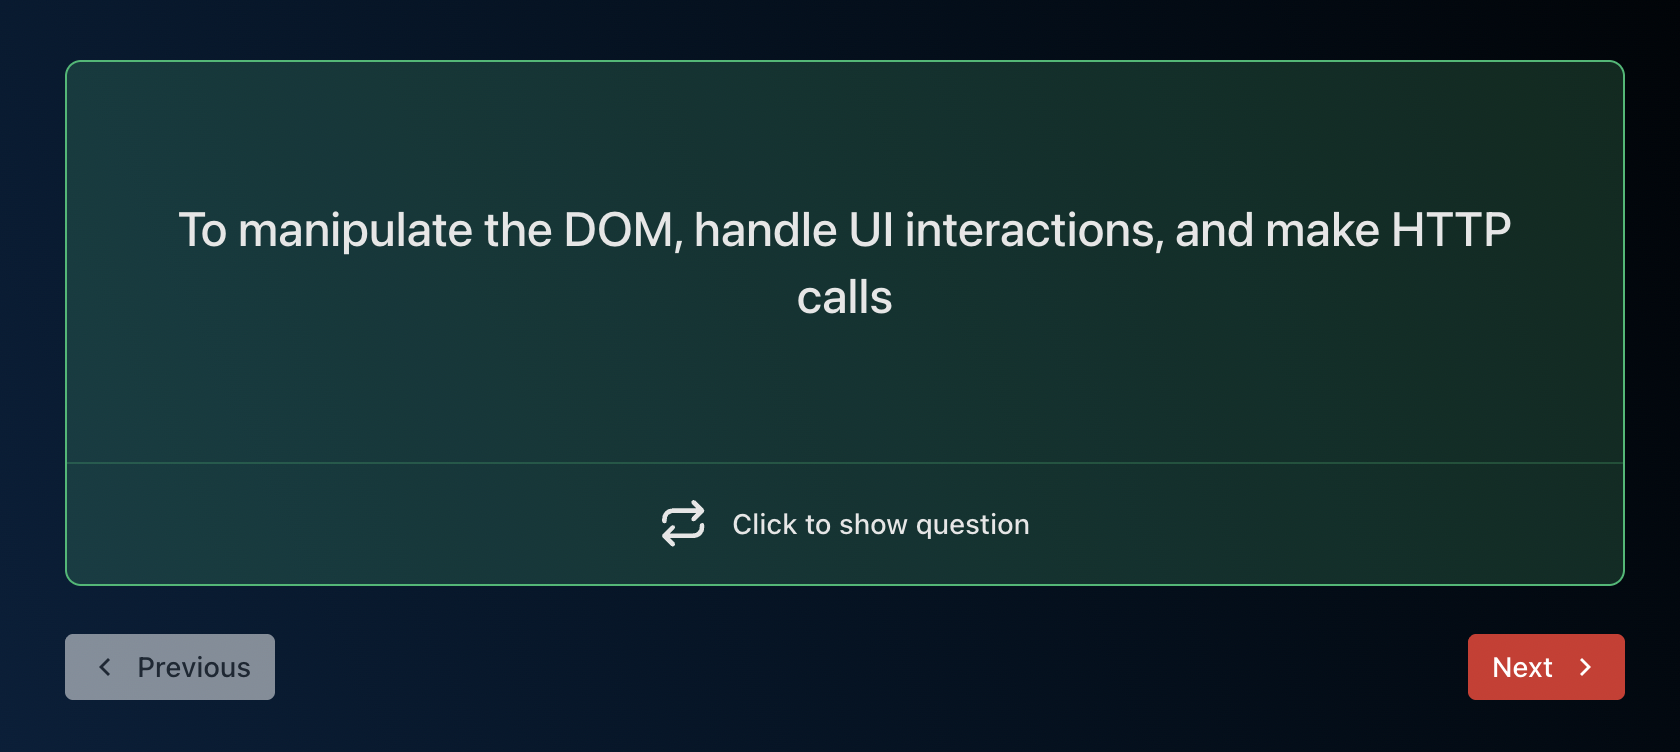 To manipulate the DOM, handle UI interactions, and make HTTP
calls
Click to show question
Previous
Next